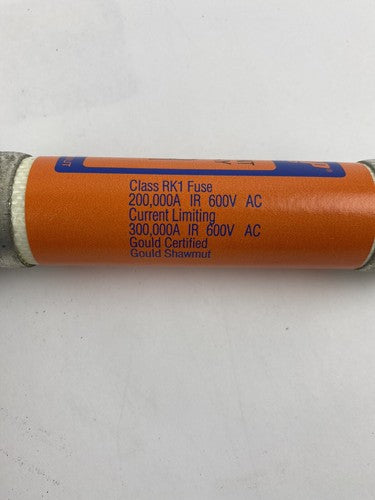 Class RK1 Fuse
200,000A IR 600V AC
Current Limiting
300,000A IR 600V AC
Gould Certified
Gould Shawmut